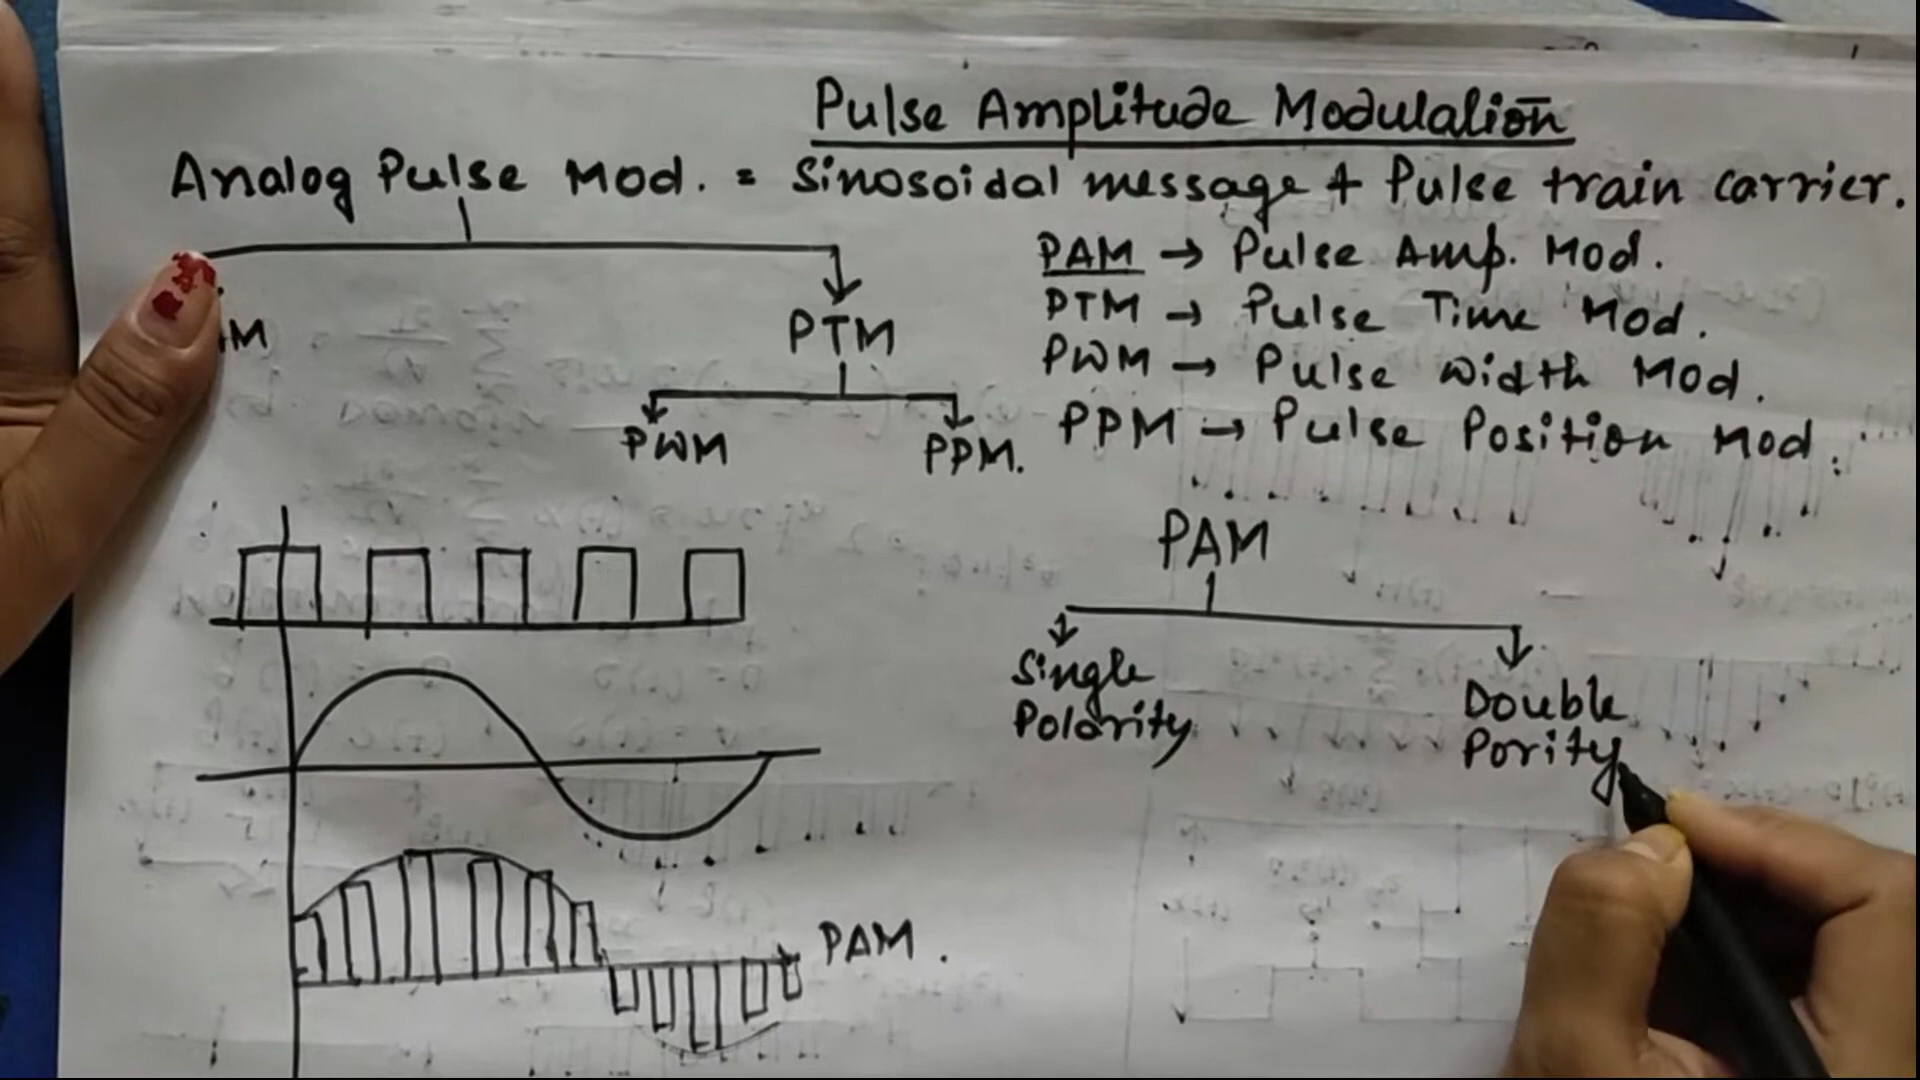 Pulse Amplitude Modulation
Analog Pulse Mod. = Sinosoidal message + Pulse train carrier.
PAM → Pulse Amp. Mod.
PTM → Pulse Time Mod.
PWM → Pulse Width Mod.
PPM → Pulse Position Mod.
PTM
PWM
PPM.
PAM
Single
Polarity
Double
Pority
PAM.